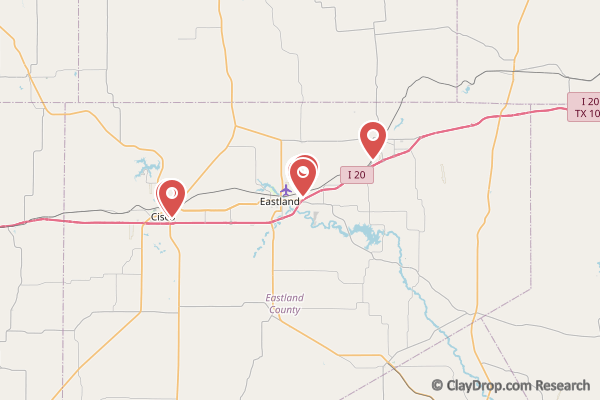 I 20
TX 10
I 20
Eastland
Cisco
Eastland
County
© ClayDrop.com Research